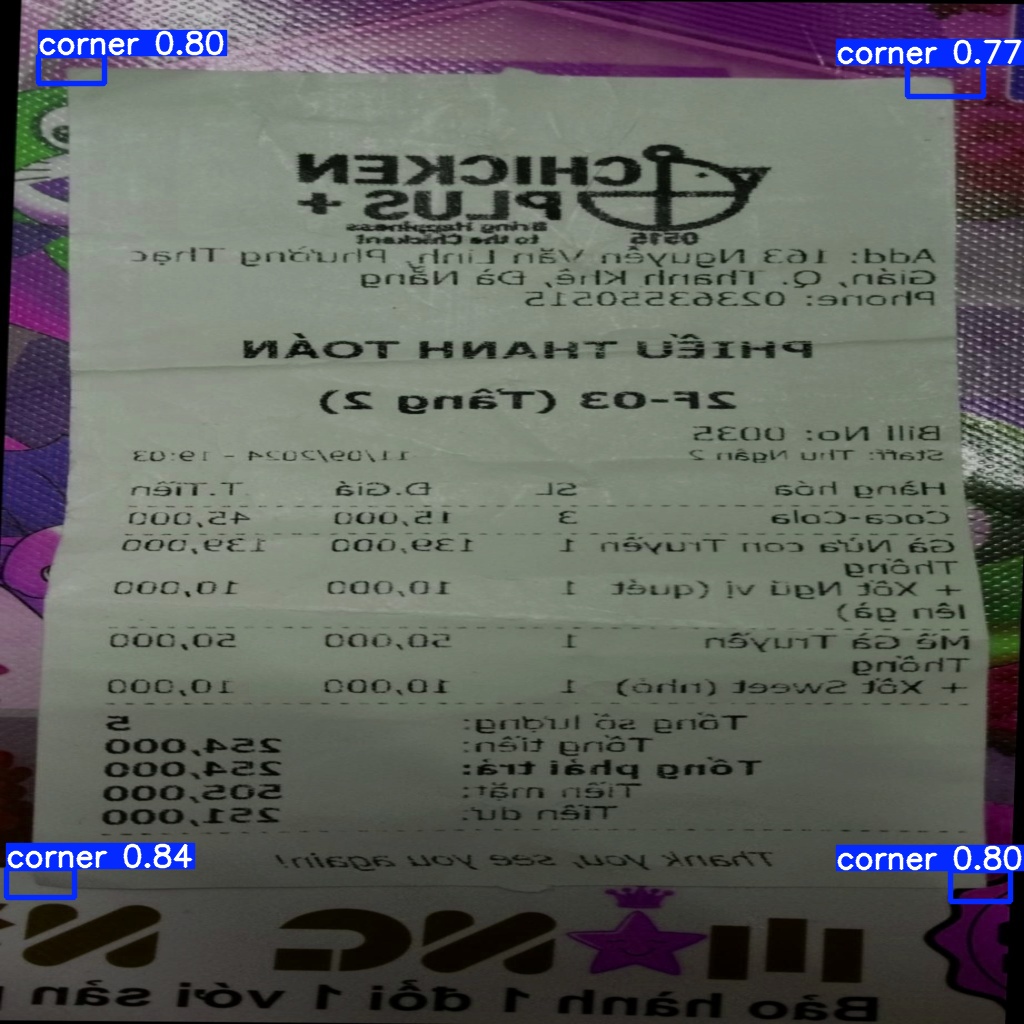 corner 0.80
corner 0.77
CHICKEN
PLUS +
Bring Happiness
to the Chickent
0515
Add: 163 Nguyễn Văn Linh, Phường Thạc
Gián, Q. Thanh Khê, Đà Nẵng
Phone: 02363550515
PHIẾU THANH TOÁN
2F-03 (Tầng 2)
Bill No: 0035
Staff: Thu Ngân 2 11/09/2024 - 19:03
Hàng hóa SL Đ.Giá T.Tiền
Coca-Cola 3 15,000 45,000
Gà Nửa con Truyền 1 139,000 139,000
Thống
+ Xốt Ngũ vị (quét 1 10,000 10,000
lên gà)
Mề Gà Truyền 1 50,000 50,000
Thống
+ Xốt Sweet (nhỏ) 1 10,000 10,000
Tổng số lượng: 5
Tổng tiền: 254,000
Tổng phải trả: 254,000
Tiền mặt: 505,000
Tiền dư: 251,000
Thank you, see you again!
corner 0.84
corner 0.80
Bảo hành 1 đổi 1 với sản